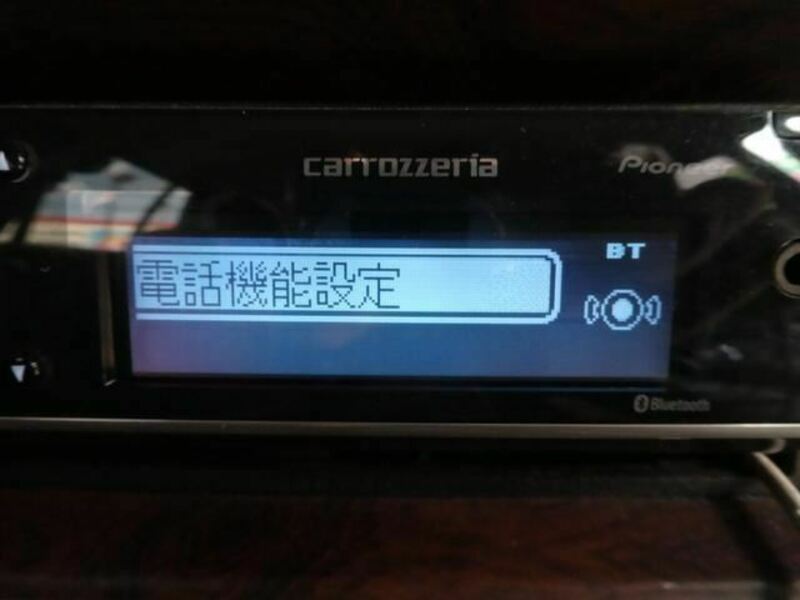 carrozzeria
Pioneer
BT
電話機能設定
Bluetooth